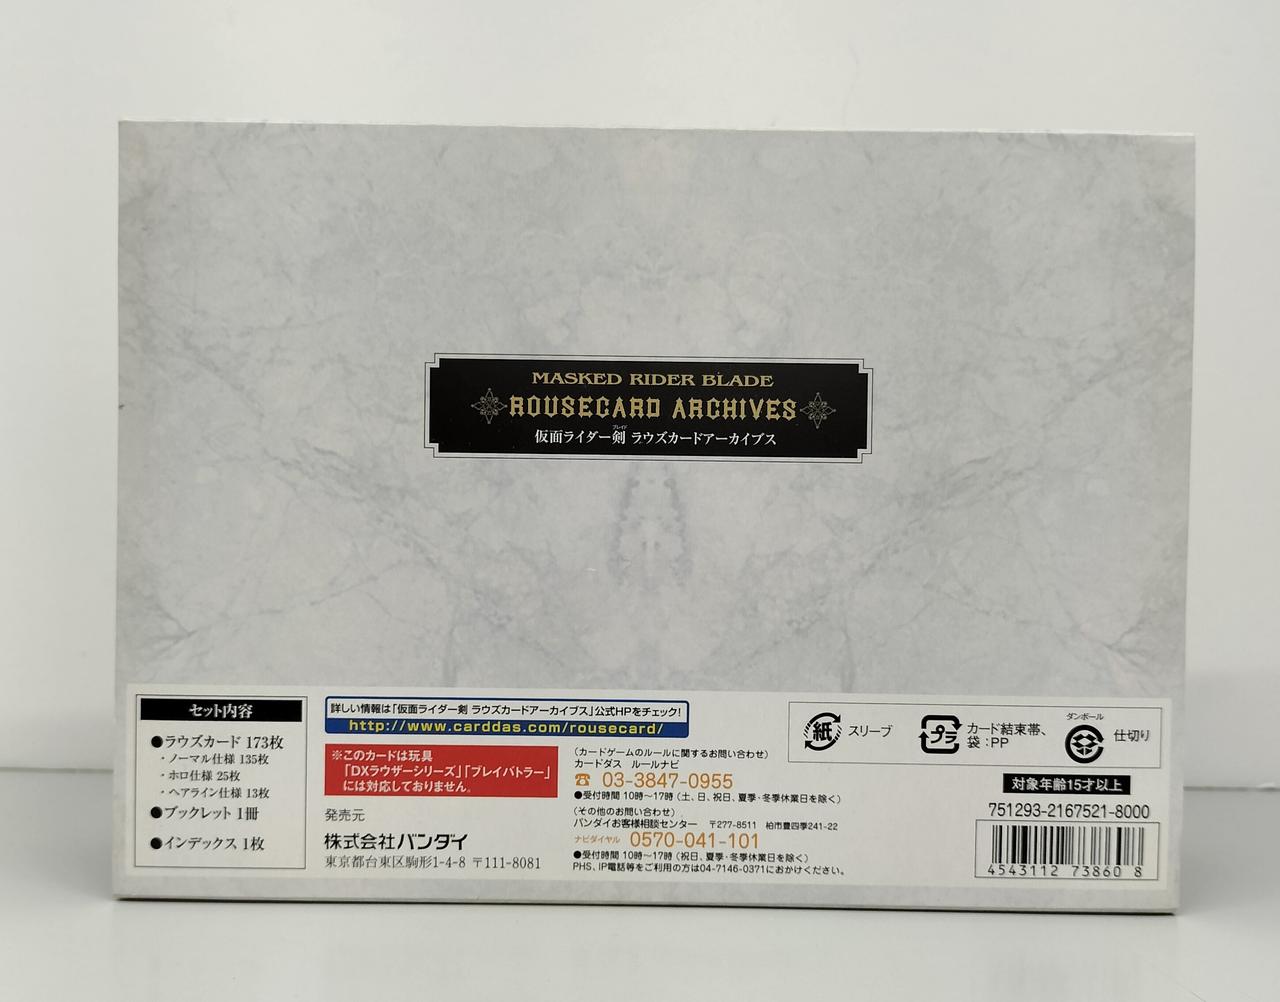 MASKED RIDER BLADE
ROUSECARD ARCHIVES
ブレイド
仮面ライダー剣 ラウズカードアーカイブス
セット内容
●ラウズカード 173枚
・ノーマル仕様 135枚
・ホロ仕様 25枚
・ヘアライン仕様 13枚
●ブックレット 1冊
●インデックス 1枚
詳しい情報は「仮面ライダー剣 ラウズカードアーカイブス」公式HPをチェック!
http://www.carddas.com/rousecard/
※このカードは玩具
「DXラウザーシリーズ」「ブレイバトラー」
には対応しておりません。
発売元
株式会社バンダイ
東京都台東区駒形1-4-8 〒111-8081
(カードゲームのルールに関するお問い合わせ)
カードダス ルールナビ
☎ 03-3847-0955
●受付時間 10時~17時 (土、日、祝日、夏季・冬季休業日を除く)
(その他のお問い合わせ)
バンダイお客様相談センター 〒277-8511 柏市豊四季241-22
ナビダイヤル 0570-041-101
●受付時間 10時~17時 (祝日、夏季・冬季休業日を除く)
PHS、IP電話等をご利用の方は04-7146-0371におかけください。
紙 スリーブ
プラ カード結束帯、
袋:PP
ダンボール
仕切り
対象年齢15才以上
751293-2167521-8000
4543112 73860 8